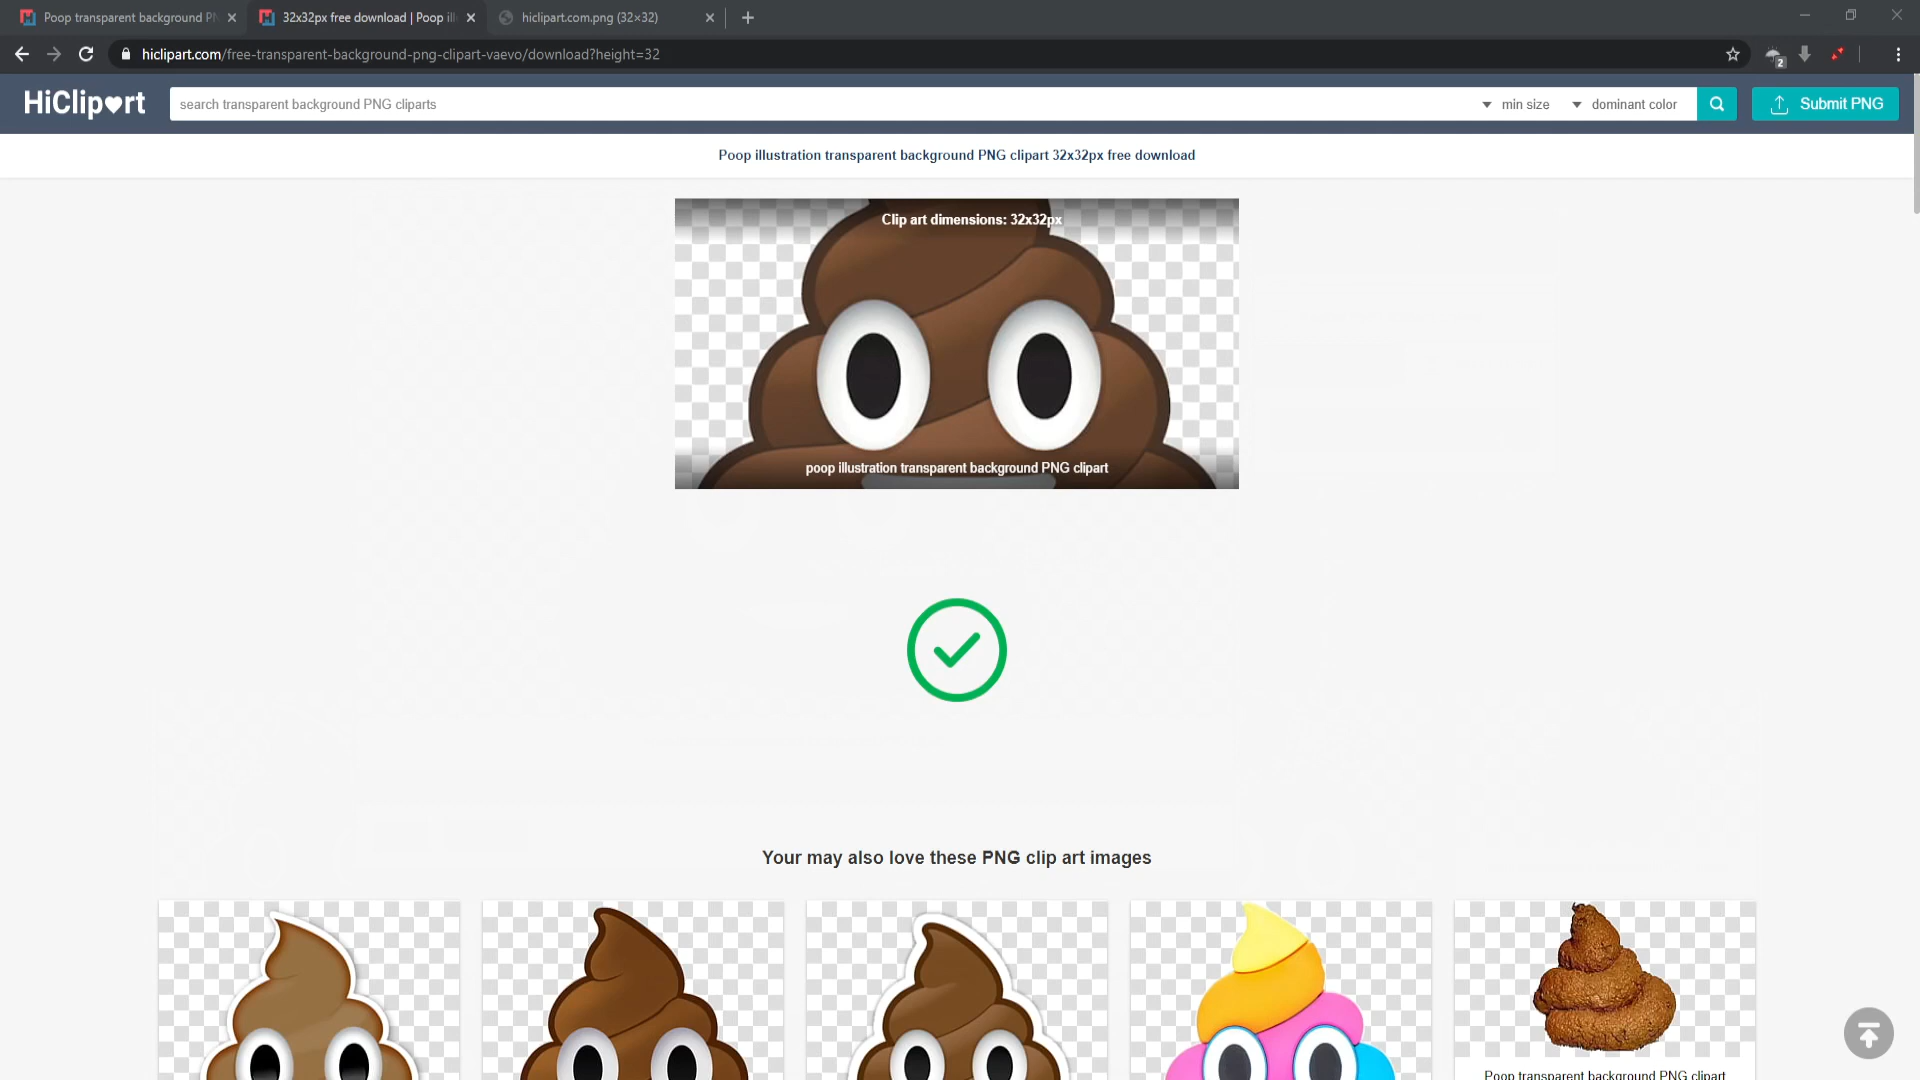 Poop transparent background PN
32x32px free download | Poop ill
hiclipart.com.png (32×32)
hiclipart.com/free-transparent-background-png-clipart-vaevo/download?height=32
2
HiClipart
search transparent background PNG cliparts
min size
dominant color
Submit PNG
Poop illustration transparent background PNG clipart 32x32px free download
Clip art dimensions: 32x32px
poop illustration transparent background PNG clipart
Your may also love these PNG clip art images
Poop transparent background PNG clipart